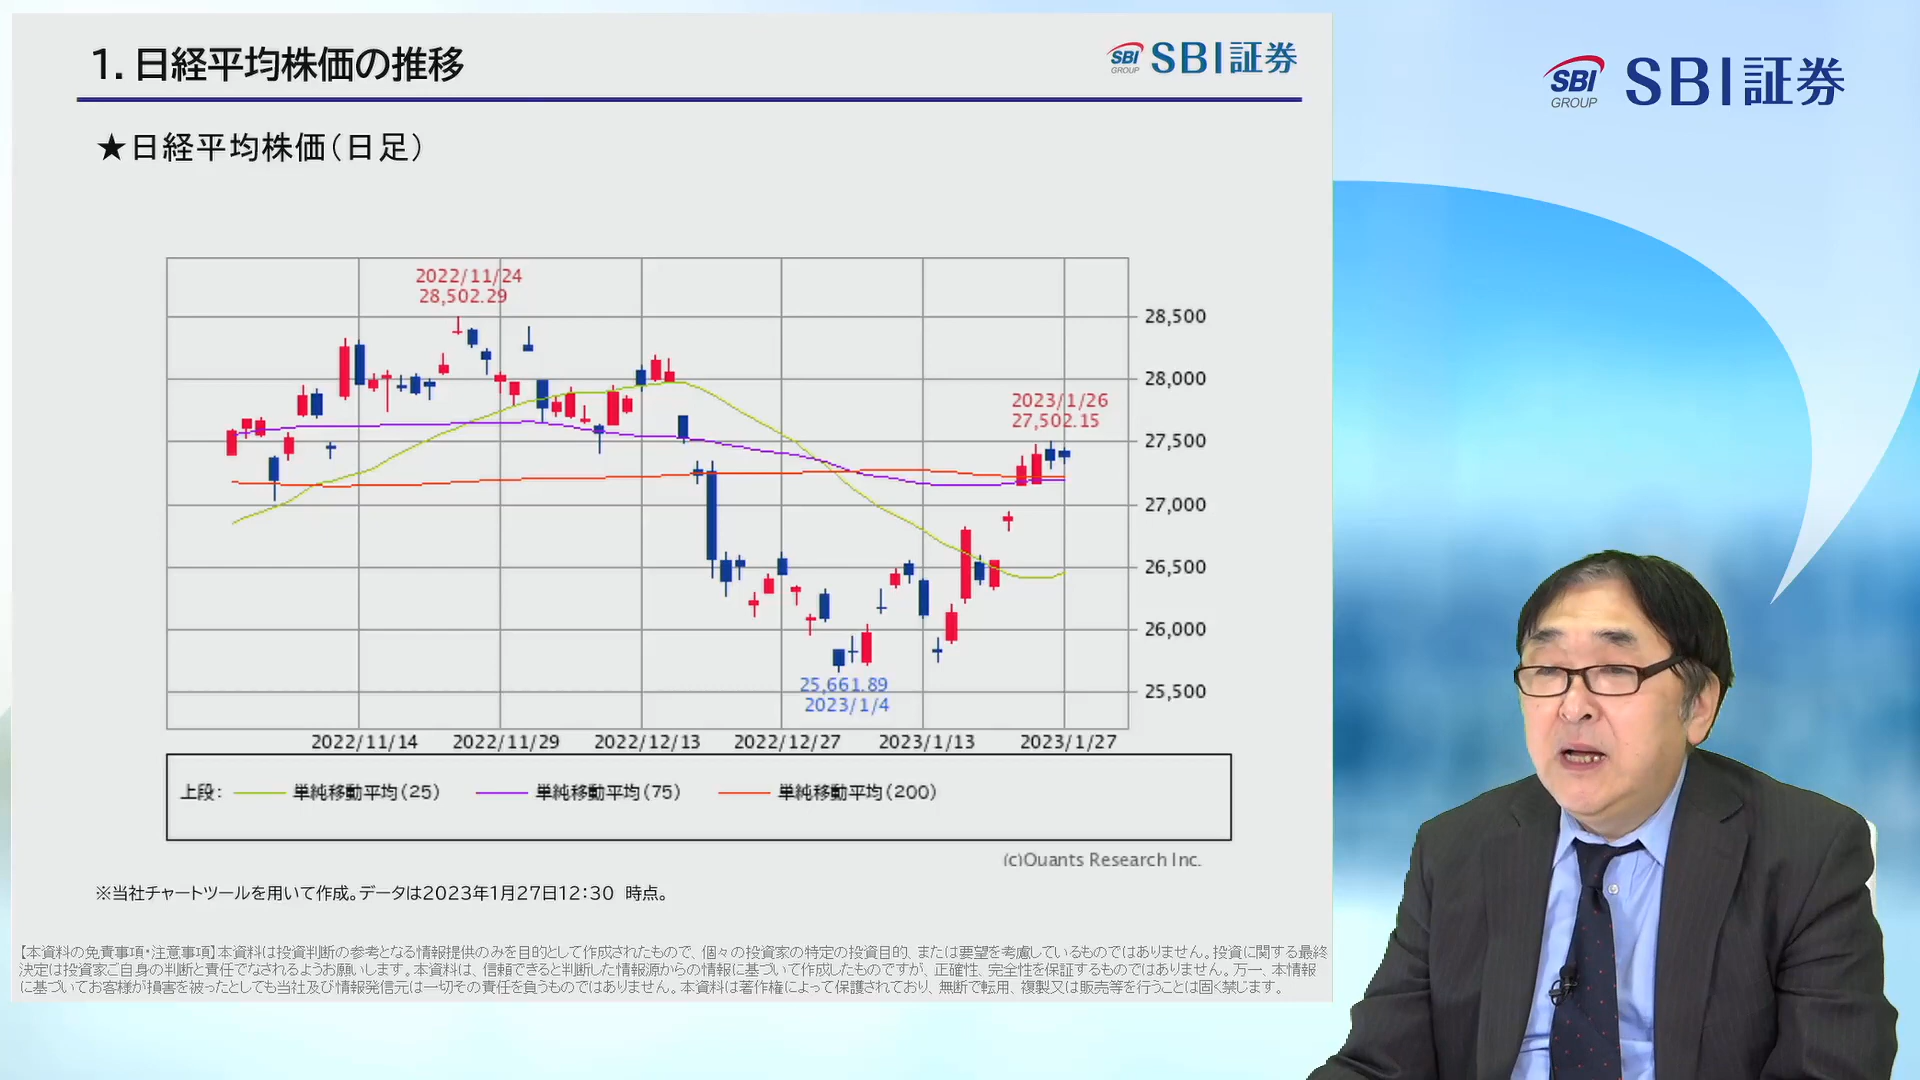 1. 日経平均株価の推移
SBI
GROUP
SBI証券
SBI
GROUP
SBI証券
★日経平均株価(日足)
2022/11/24
28,502.29
28,500
28,000
2023/1/26
27,502.15
27,500
27,000
26,500
26,000
25,661.89
2023/1/4
25,500
2022/11/14 2022/11/29 2022/12/13 2022/12/27 2023/1/13 2023/1/27
上段: 単純移動平均(25) 単純移動平均(75) 単純移動平均(200)
(c)Quants Research Inc.
※当社チャートツールを用いて作成。データは2023年1月27日12:30 時点。
【本資料の免責事項・注意事項】本資料は投資判断の参考となる情報提供のみを目的として作成されたもので、個々の投資家の特定の投資目的、または要望を考慮しているものではありません。投資に関する最終
決定は投資家ご自身の判断と責任でなされるようお願いします。本資料は、信頼できると判断した情報源からの情報に基づいて作成したものですが、正確性、完全性を保証するものではありません。万一、本情報
に基づいてお客様が損害を被ったとしても当社及び情報発信元は一切その責任を負うものではありません。本資料は著作権によって保護されており、無断で転用、複製又は販売等を行うことは固く禁じます。